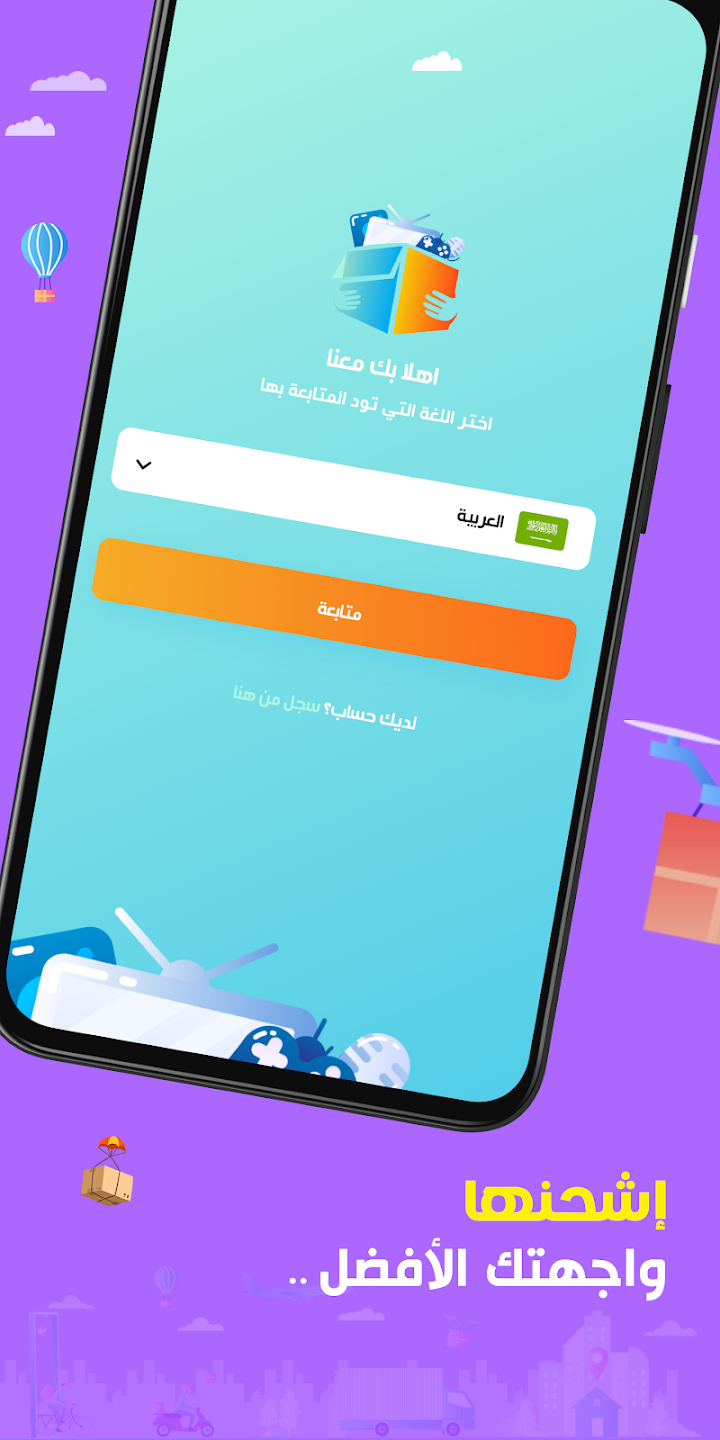 اهلا بك معنا
اختر اللغة التي تود المتابعة بها
العربية
متابعة
لديك حساب؟ سجل من هنا
إشحنها
واجهتك الأفضل ..